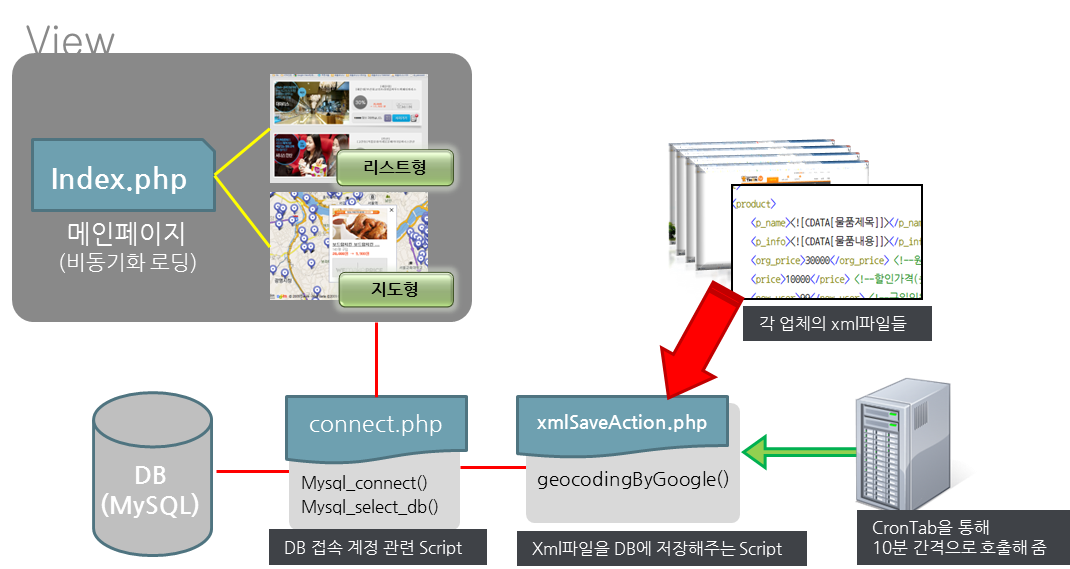 View
Index.php
메인페이지
(비동기화 로딩)
30%
리스트형
지도형
<product>
<p_name><![CDATA[물품제목]]></p_name
<p_info><![CDATA[물품내용]]></p_inf
<org_price>30000</org_price> <!--원
<price>10000</price> <!--할인가격(
각 업체의 xml파일들
DB
(MySQL)
connect.php
Mysql_connect()
Mysql_select_db()
DB 접속 계정 관련 Script
xmlSaveAction.php
geocodingByGoogle()
Xml파일을 DB에 저장해주는 Script
CronTab을 통해
10분 간격으로 호출해 줌